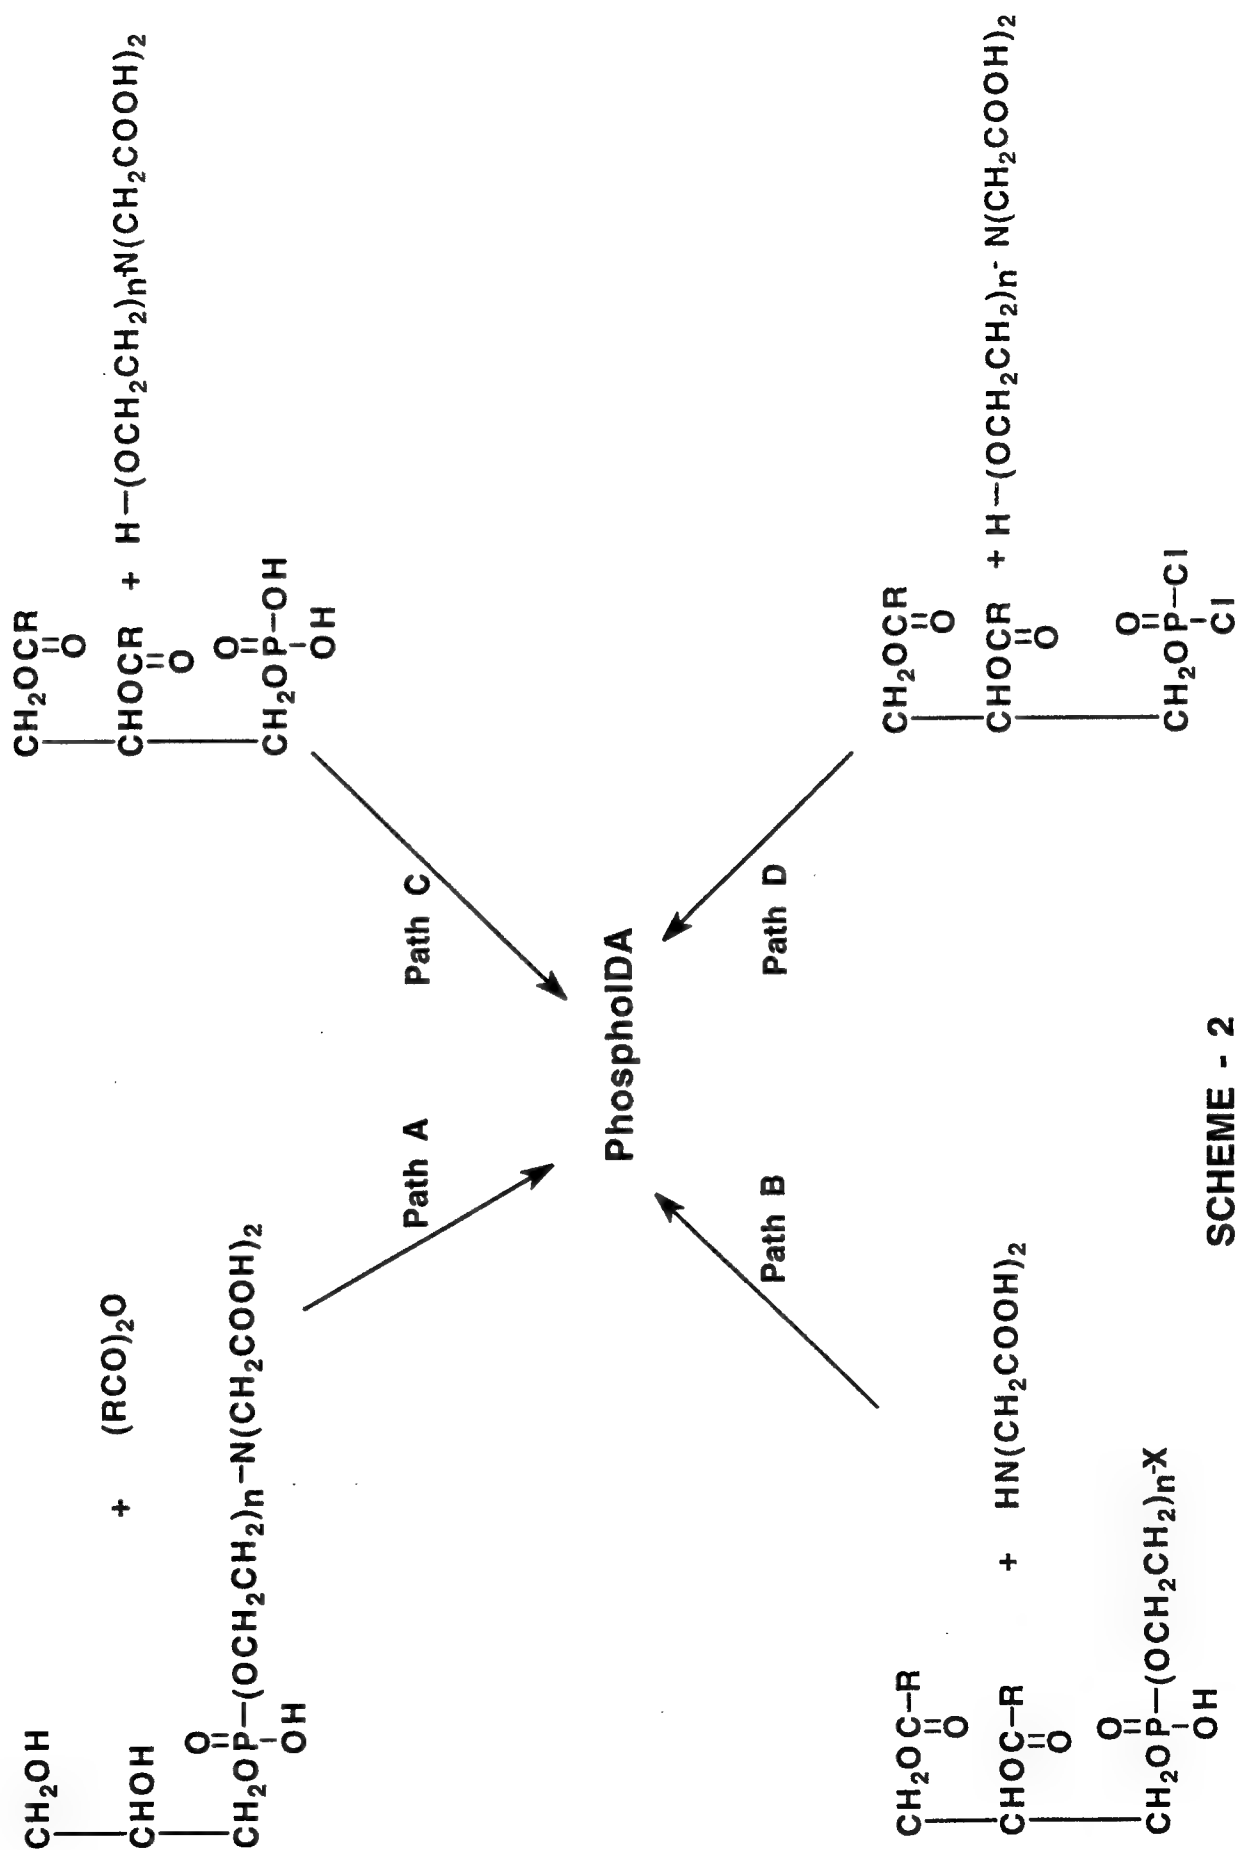 CH2OH
CHOH + (RCO)2O
O
CH2OP–(OCH2CH2)n–N(CH2COOH)2
OH
Path A
CH2OCR
O
CHOCR + H–(OCH2CH2)n-N(CH2COOH)2
O
O
CH2OP–OH
OH
Path C
PhosphoIDA
CH2OC–R
O
CHOC–R + HN(CH2COOH)2
O
O
CH2OP–(OCH2CH2)n-X
OH
Path B
CH2OCR
O
CHOCR + H–(OCH2CH2)n- N(CH2COOH)2
O
O
CH2OP–Cl
Cl
Path D
SCHEME - 2